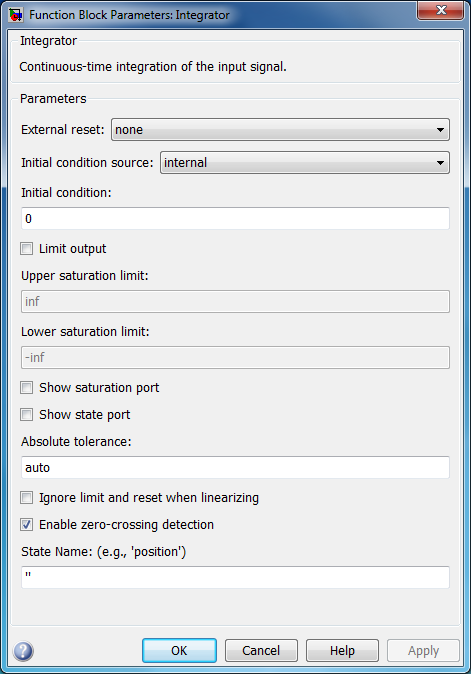 Function Block Parameters: Integrator
Integrator
Continuous-time integration of the input signal.
Parameters
External reset: none
Initial condition source: internal
Initial condition:
0
Limit output
Upper saturation limit:
inf
Lower saturation limit:
-inf
Show saturation port
Show state port
Absolute tolerance:
auto
Ignore limit and reset when linearizing
Enable zero-crossing detection
State Name: (e.g., 'position')
''
? OK Cancel Help Apply